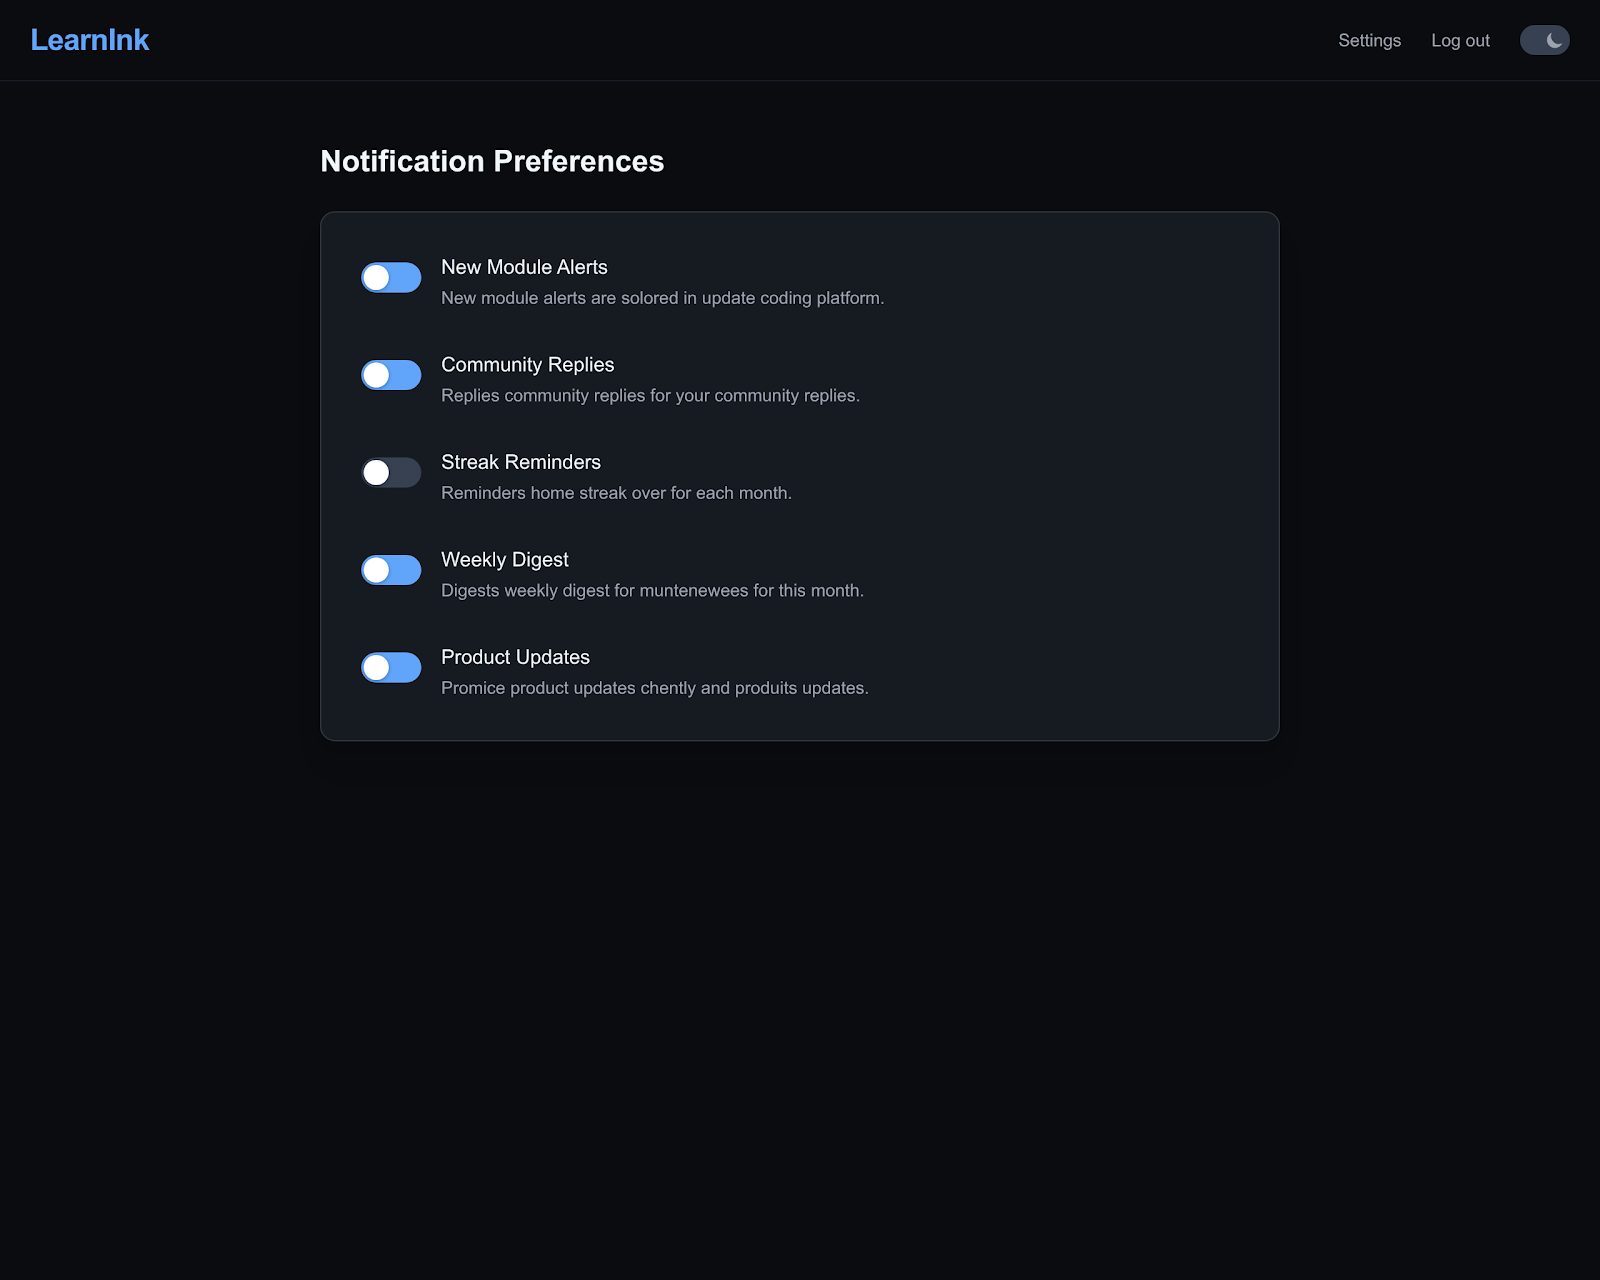 LearnInk
Settings
Log out
Notification Preferences
New Module Alerts
New module alerts are solored in update coding platform.
Community Replies
Replies community replies for your community replies.
Streak Reminders
Reminders home streak over for each month.
Weekly Digest
Digests weekly digest for muntenewees for this month.
Product Updates
Promice product updates chently and produits updates.